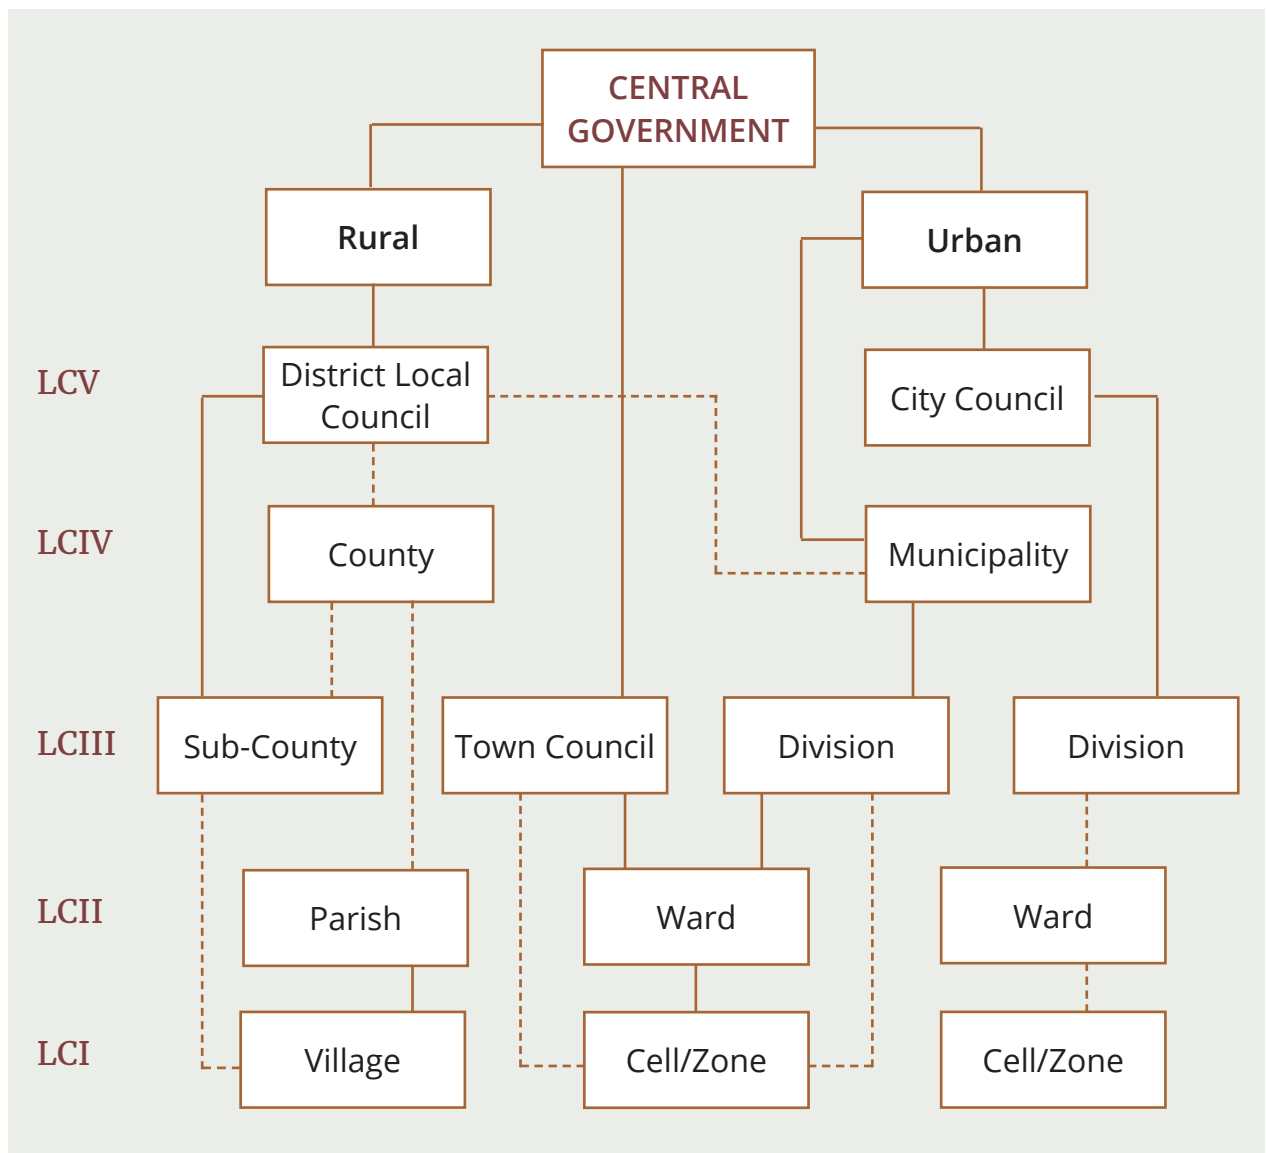 CENTRAL
GOVERNMENT
Rural
Urban
LCV
District Local
Council
City Council
LCIV
County
Municipality
LCIII
Sub-County
Town Council
Division
Division
LCII
Parish
Ward
Ward
LCI
Village
Cell/Zone
Cell/Zone